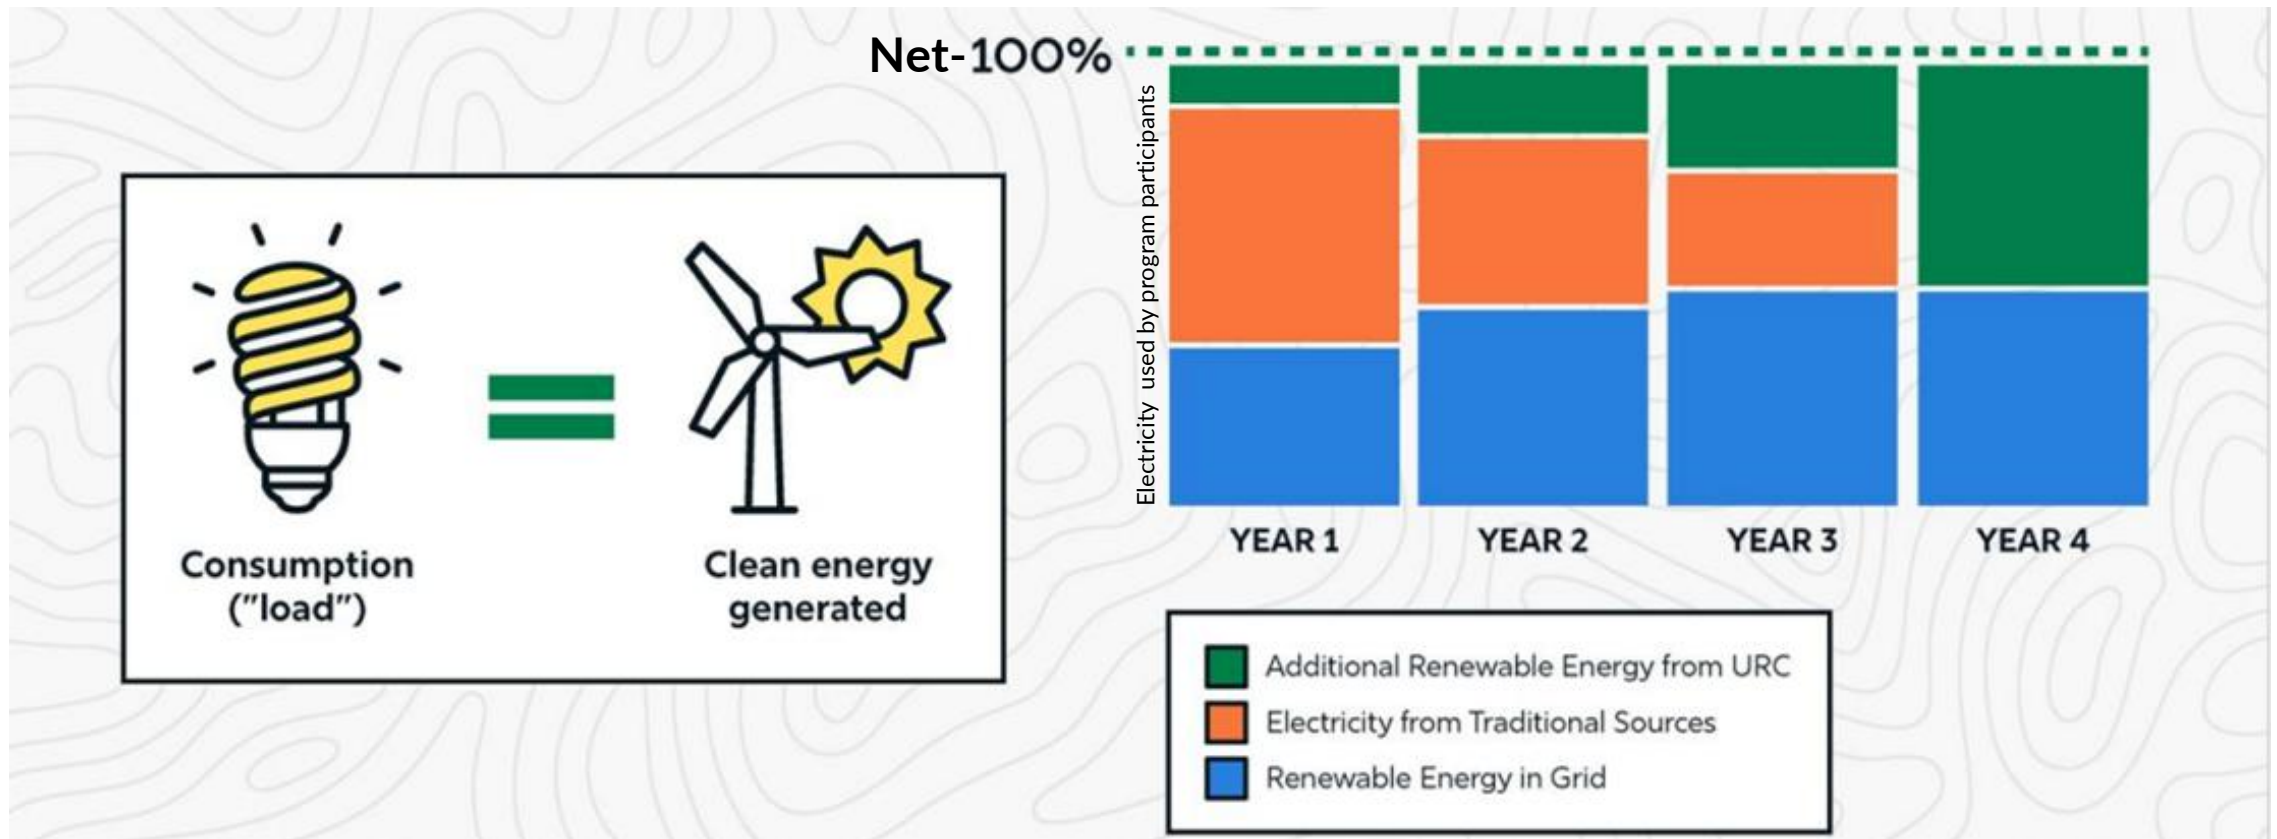 Net-100%
Electricity used by program participants
Consumption
("load")
Clean energy
generated
YEAR 1
YEAR 2
YEAR 3
YEAR 4
Additional Renewable Energy from URC
Electricity from Traditional Sources
Renewable Energy in Grid